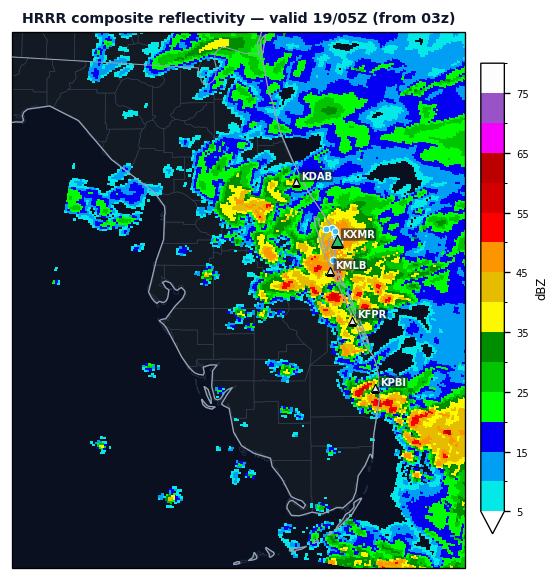 HRRR composite reflectivity — valid 19/05Z (from 03z)
KDAB
KXMR
KMLB
KFPR
KPBI
75
65
55
45
35
25
15
5
dBZ